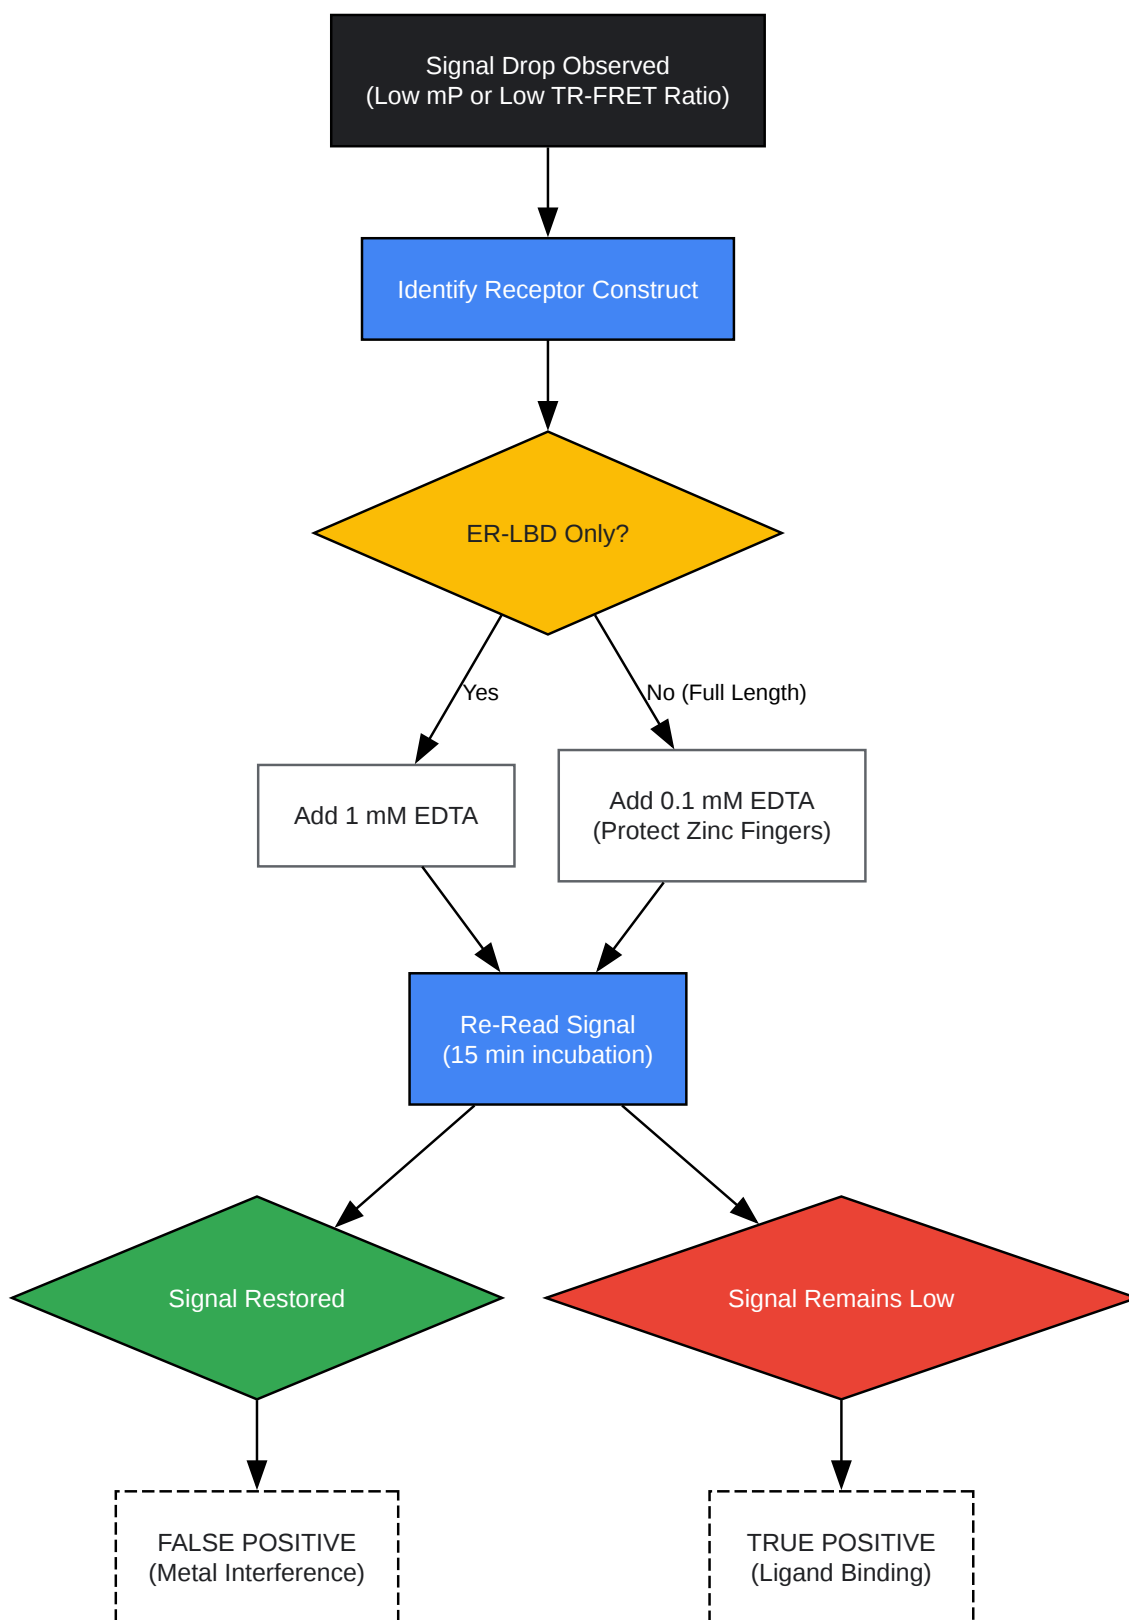 Signal Drop Observed
(Low mP or Low TR-FRET Ratio)
Identify Receptor Construct
ER-LBD Only?
Yes
No (Full Length)
Add 1 mM EDTA
Add 0.1 mM EDTA
(Protect Zinc Fingers)
Re-Read Signal
(15 min incubation)
Signal Restored
Signal Remains Low
FALSE POSITIVE
(Metal Interference)
TRUE POSITIVE
(Ligand Binding)